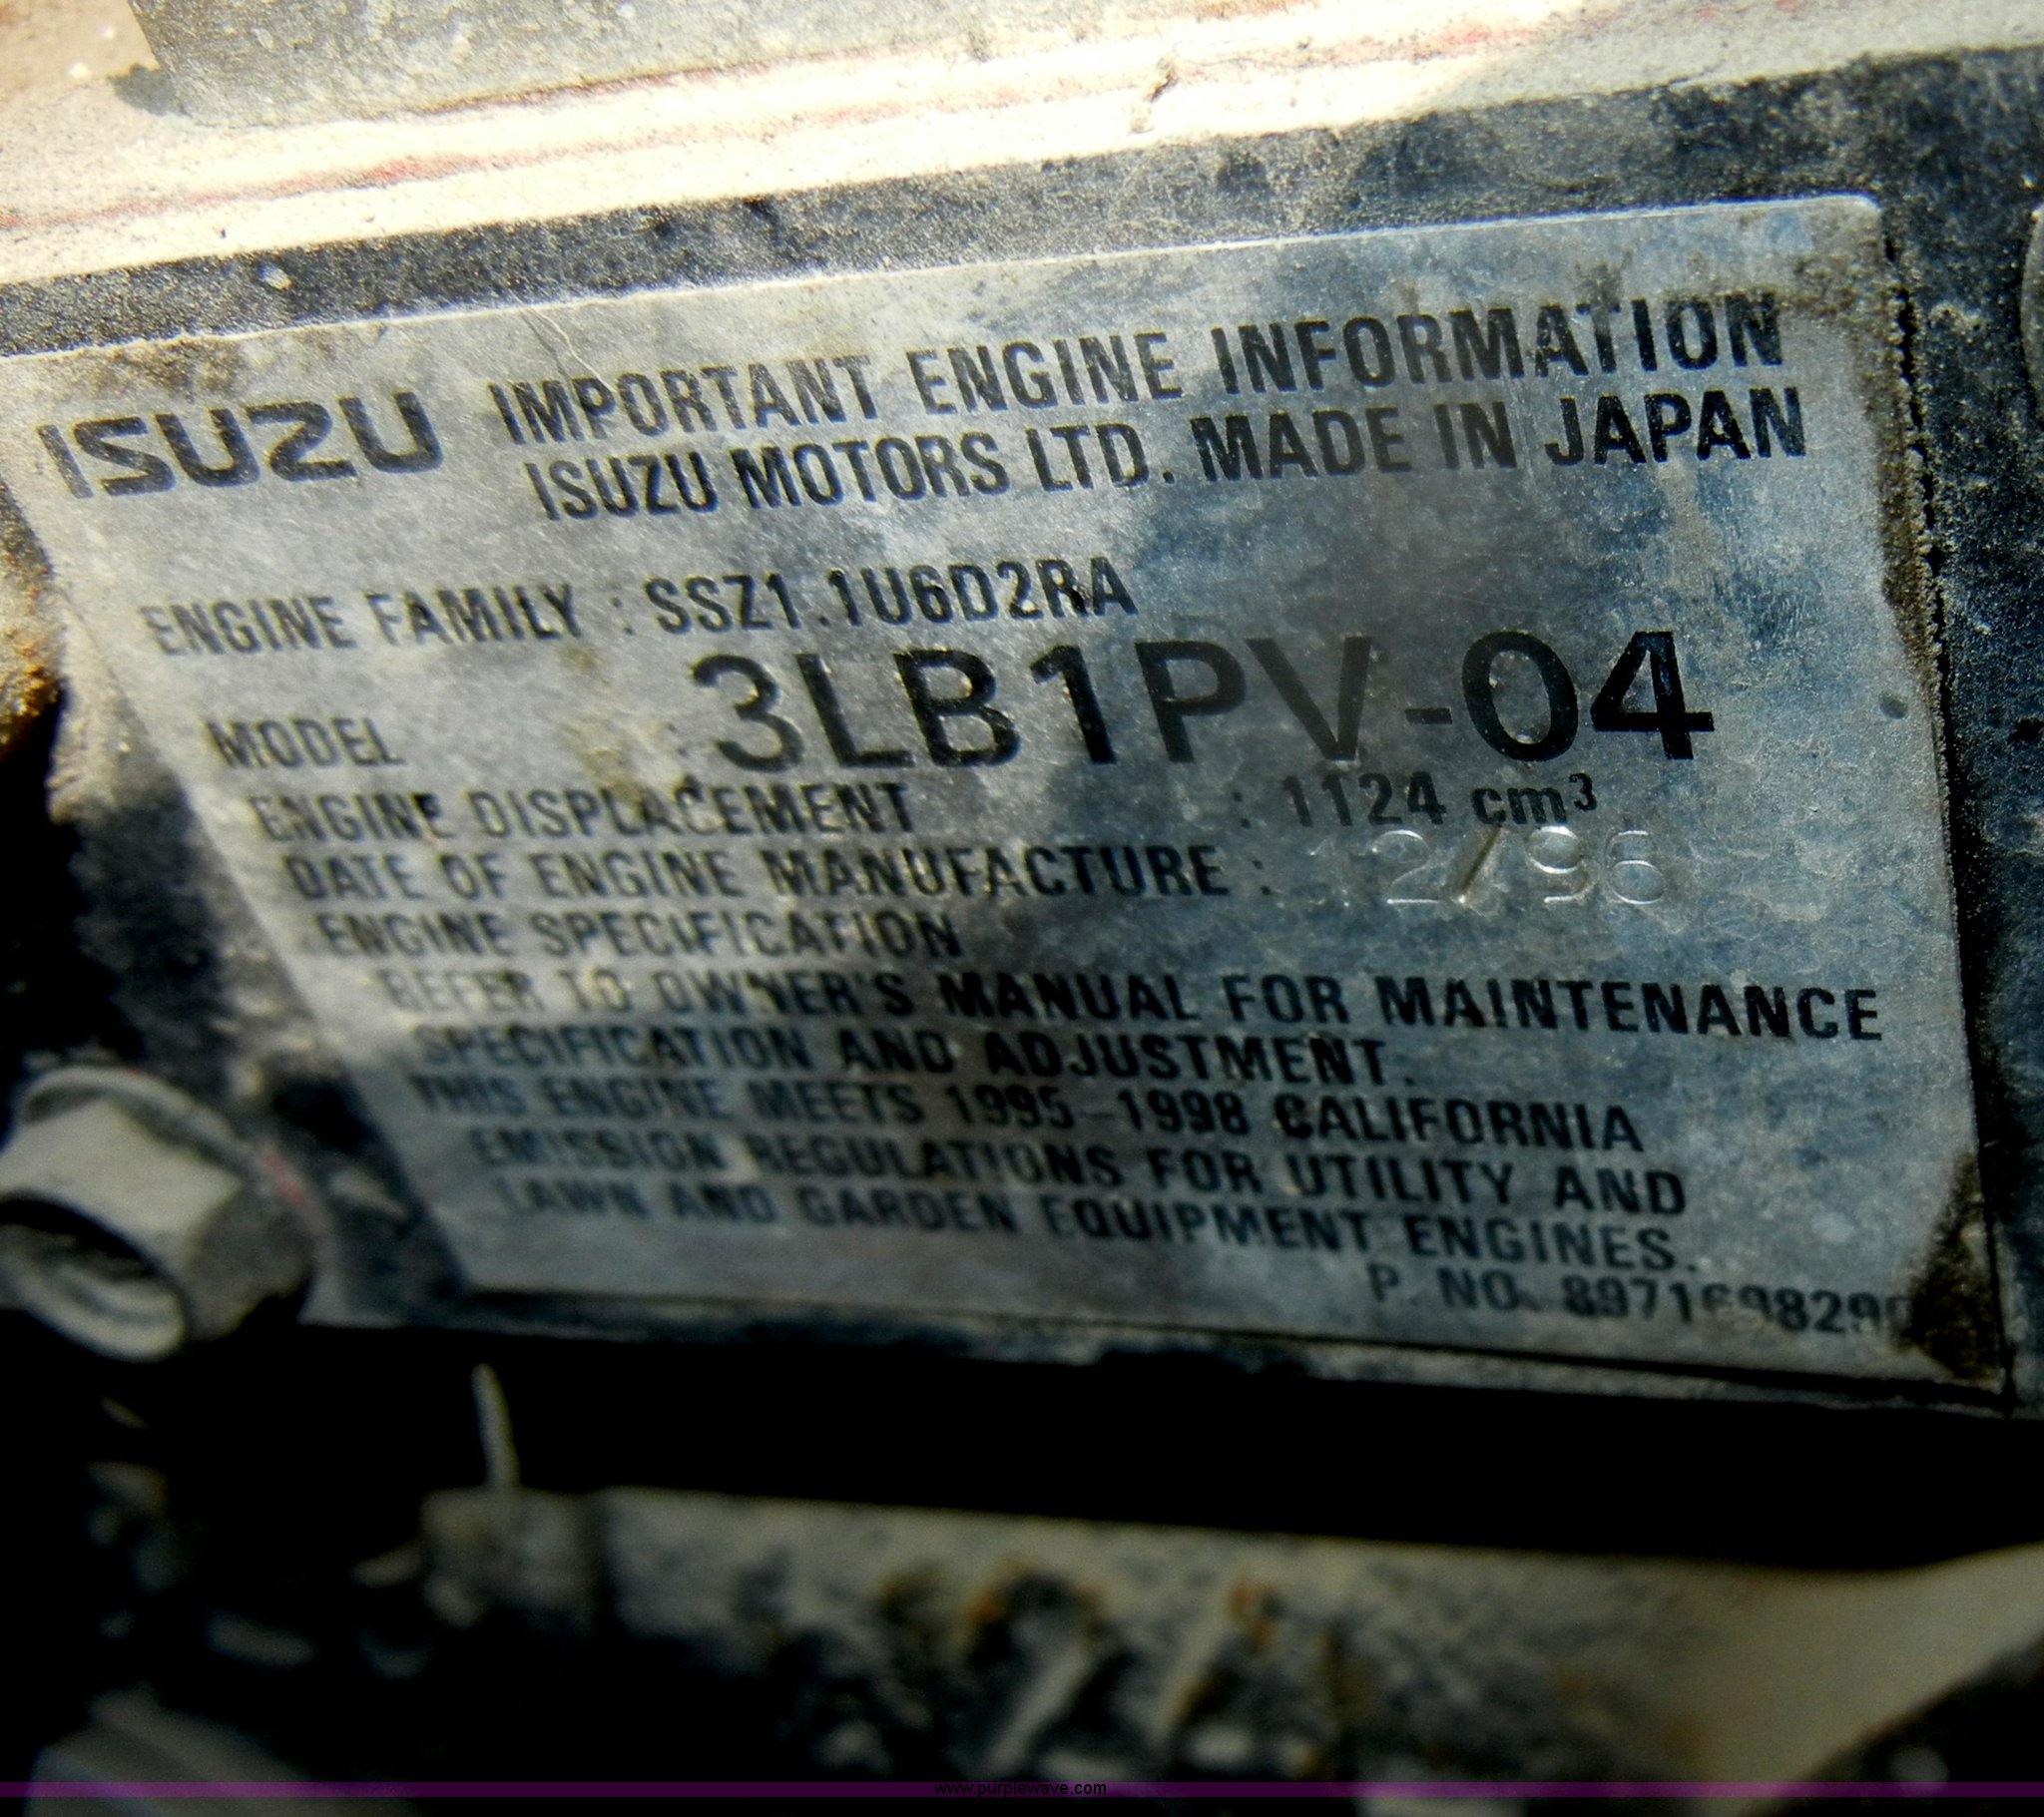 ISUZU IMPORTANT ENGINE INFORMATION
ISUZU MOTORS LTD. MADE IN JAPAN
ENGINE FAMILY : SSZ1.1U6D2RA
MODEL : 3LB1PV-04
ENGINE DISPLACEMENT : 1124 cm³
DATE OF ENGINE MANUFACTURE : 12/96
ENGINE SPECIFICATION
REFER TO OWNER'S MANUAL FOR MAINTENANCE
SPECIFICATION AND ADJUSTMENT.
THIS ENGINE MEETS 1995-1998 CALIFORNIA
EMISSION REGULATIONS FOR UTILITY AND
LAWN AND GARDEN EQUIPMENT ENGINES.
P. NO.
www.purplewave.com